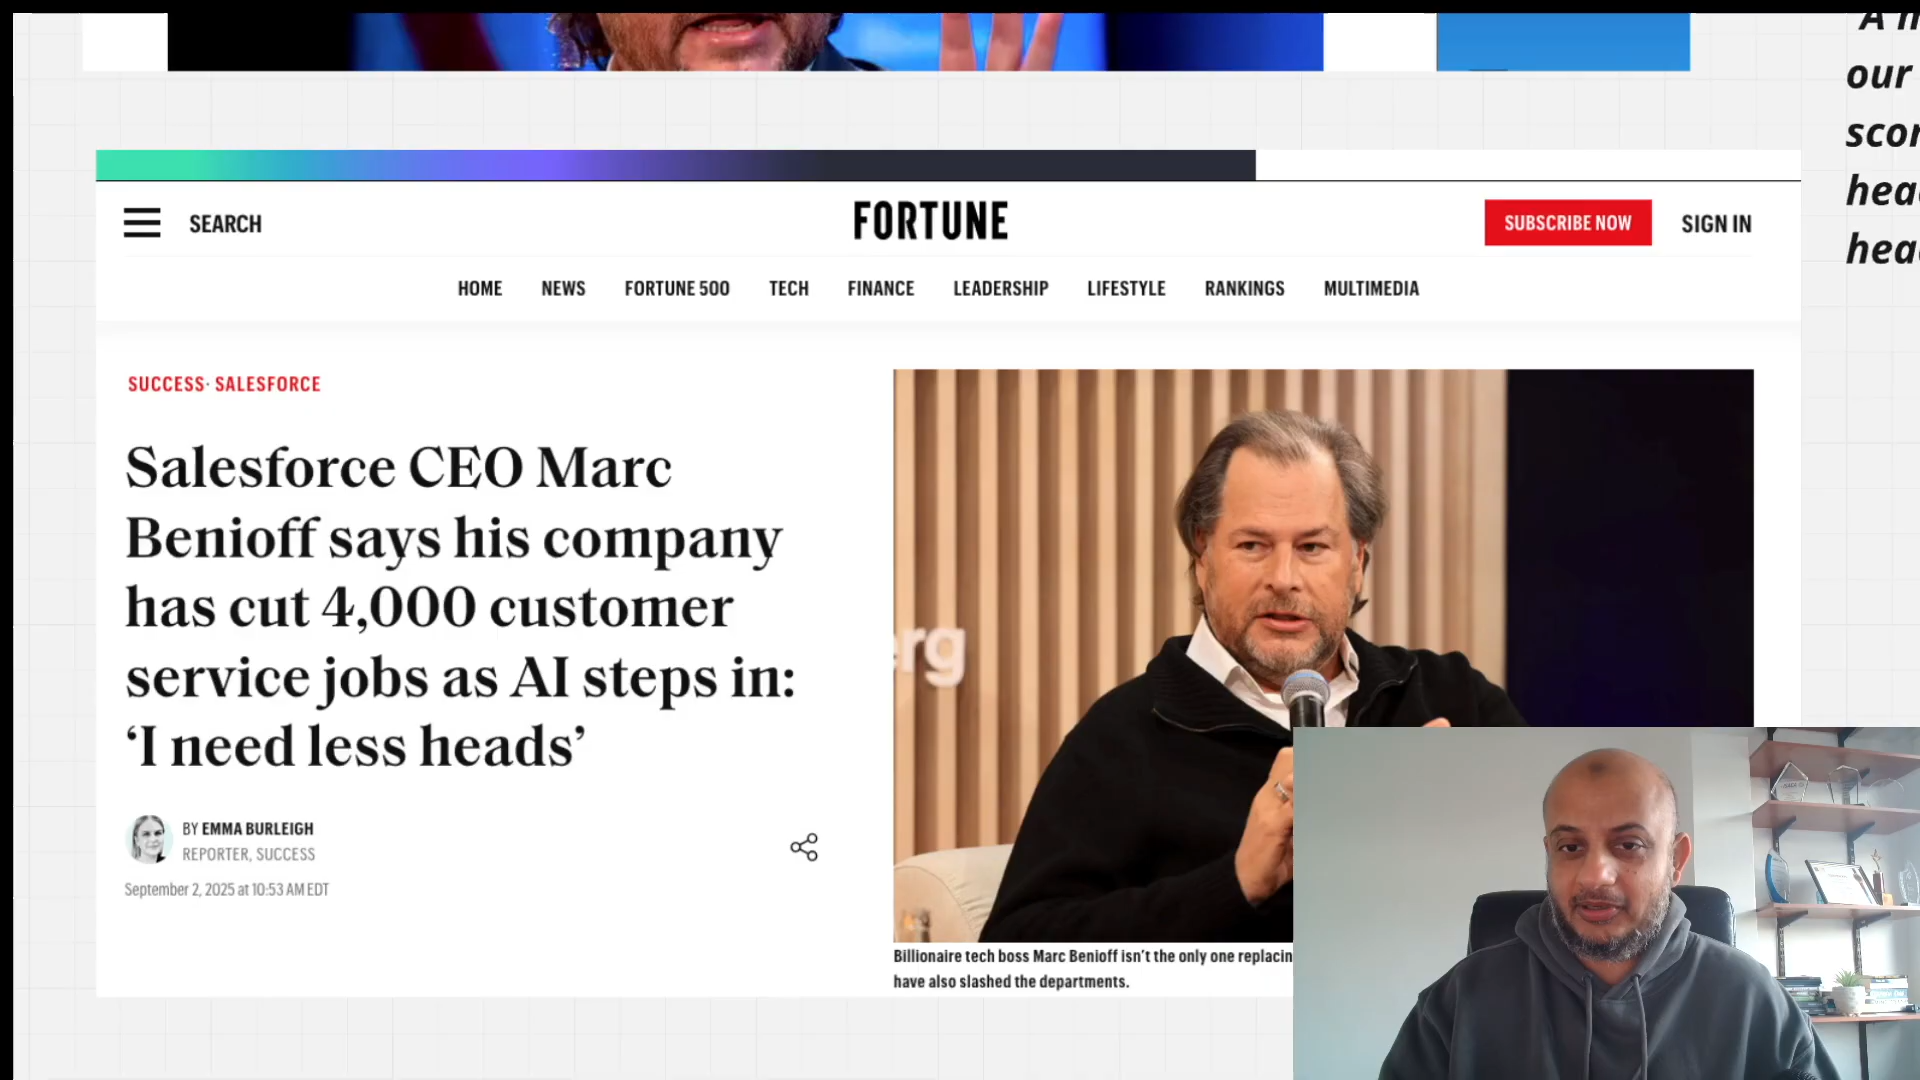 our
SEARCH
FORTUNE
SUBSCRIBE NOW
SIGN IN
HOME
NEWS
FORTUNE 500
TECH
FINANCE
LEADERSHIP
LIFESTYLE
RANKINGS
MULTIMEDIA
SUCCESS· SALESFORCE
Salesforce CEO Marc
Benioff says his company
has cut 4,000 customer
service jobs as AI steps in:
‘I need less heads’
BY EMMA BURLEIGH
REPORTER, SUCCESS
September 2, 2025 at 10:53 AM EDT
Billionaire tech boss Marc Benioff isn’t the only one
have also slashed the departments.